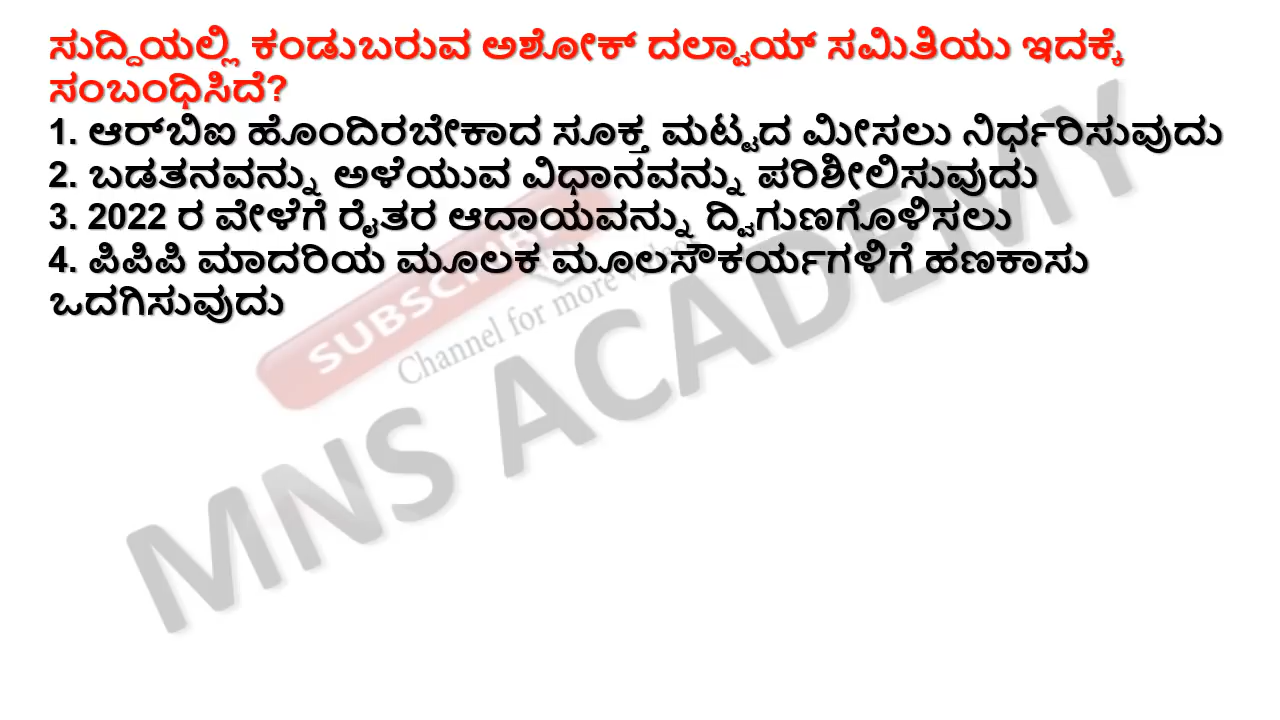 ಸುದ್ದಿಯಲ್ಲಿ ಕಂಡುಬರುವ ಅಶೋಕ್ ದಲ್ವಾಯ್ ಸಮಿತಿಯು ಇದಕ್ಕೆ
ಸಂಬಂಧಿಸಿದೆ?
1. ಆರ್‌ಬಿಐ ಹೊಂದಿರಬೇಕಾದ ಸೂಕ್ತ ಮಟ್ಟದ ಮೀಸಲು ನಿರ್ಧರಿಸುವುದು
2. ಬಡತನವನ್ನು ಅಳೆಯುವ ವಿಧಾನವನ್ನು ಪರಿಶೀಲಿಸುವುದು
3. 2022 ರ ವೇಳೆಗೆ ರೈತರ ಆದಾಯವನ್ನು ದ್ವಿಗುಣಗೊಳಿಸಲು
4. ಪಿಪಿಪಿ ಮಾದರಿಯ ಮೂಲಕ ಮೂಲಸೌಕರ್ಯಗಳಿಗೆ ಹಣಕಾಸು
ಒದಗಿಸುವುದು
SUBSCRIBE
Channel for more video
MNS ACADEMY